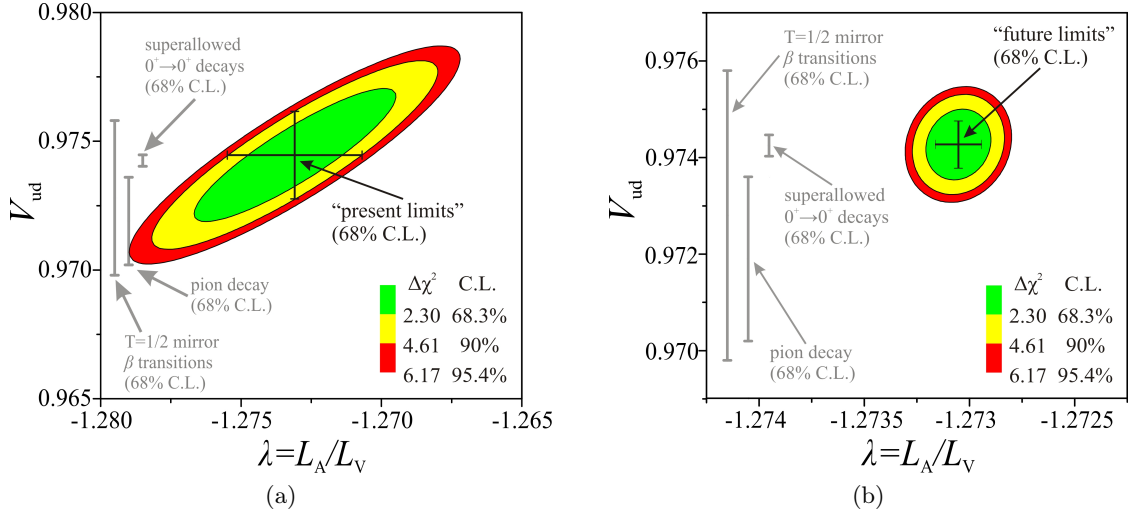 (a)
0.980
0.975
0.970
0.965
V_ud
superallowed
0⁺→0⁺ decays
(68% C.L.)
"present limits"
(68% C.L.)
pion decay
(68% C.L.)
T=1/2 mirror
β transitions
(68% C.L.)
Δχ² C.L.
2.30 68.3%
4.61 90%
6.17 95.4%
-1.280 -1.275 -1.270 -1.265
λ=L_A/L_V
(a)
(b)
0.976
0.974
0.972
0.970
V_ud
T=1/2 mirror
β transitions
(68% C.L.)
"future limits"
(68% C.L.)
superallowed
0⁺→0⁺ decays
(68% C.L.)
pion decay
(68% C.L.)
Δχ² C.L.
2.30 68.3%
4.61 90%
6.17 95.4%
-1.274 -1.2735 -1.273 -1.2725
λ=L_A/L_V
(b)